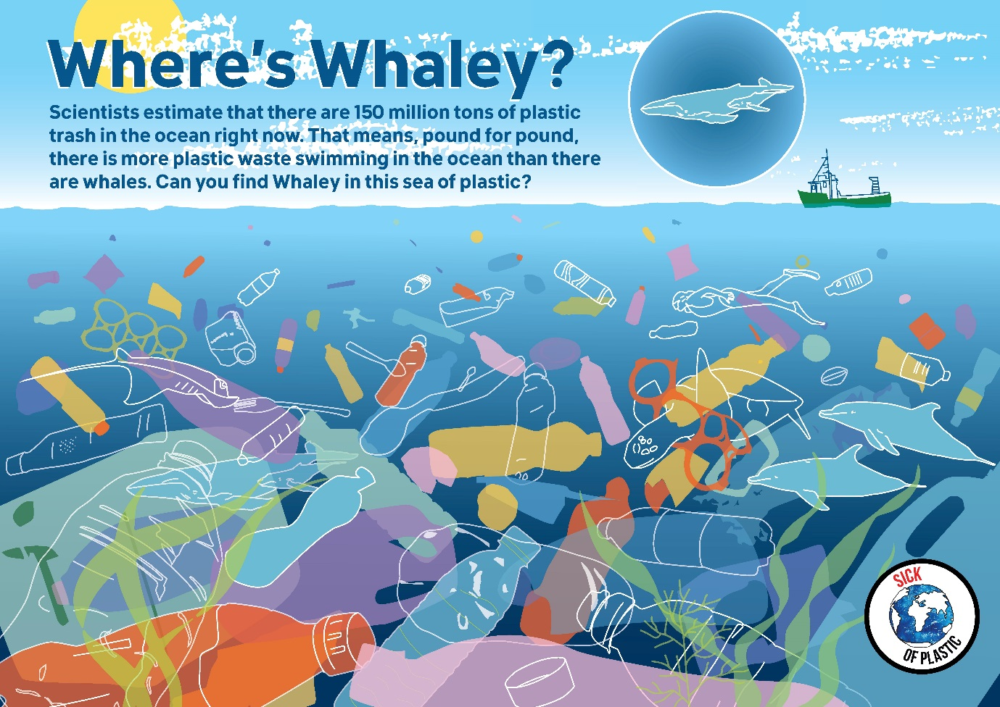 Where's Whaley?
Scientists estimate that there are 150 million tons of plastic
trash in the ocean right now. That means, pound for pound,
there is more plastic waste swimming in the ocean than there
are whales. Can you find Whaley in this sea of plastic?
SICK
OF PLASTIC